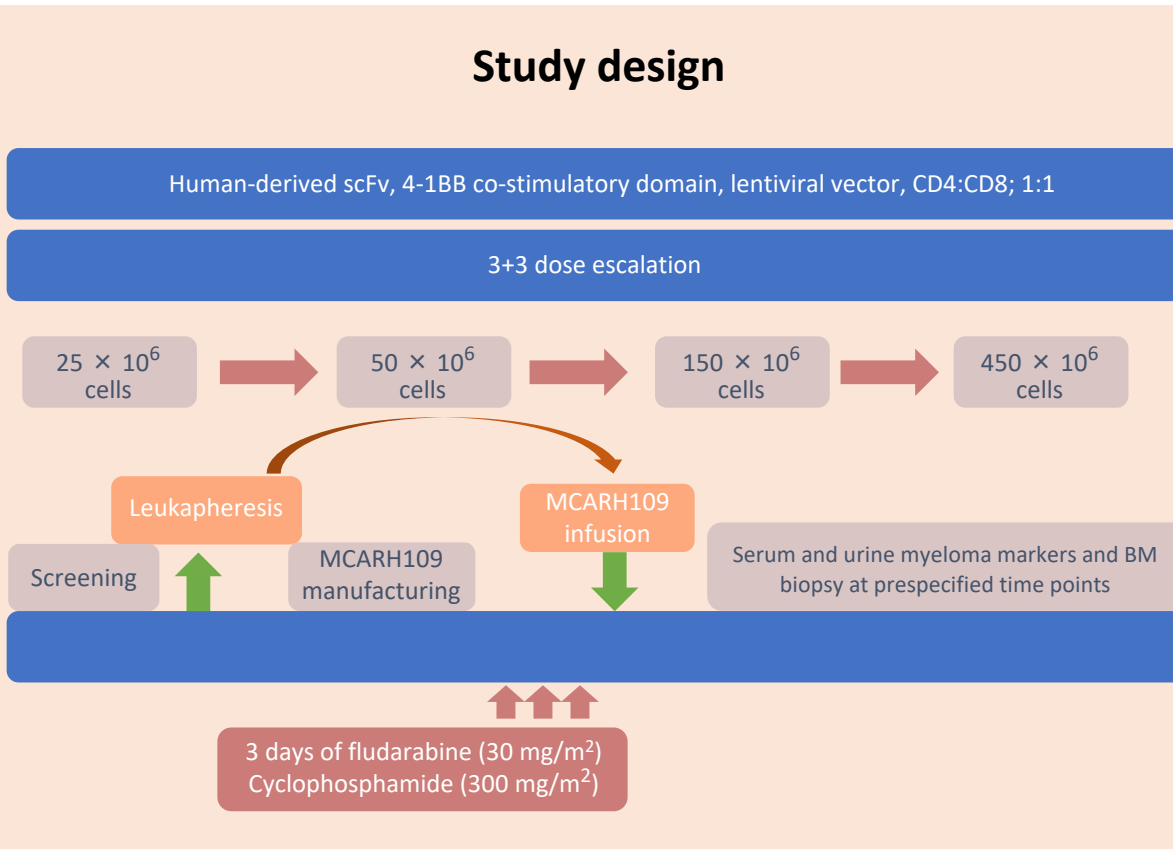 Study design
Human-derived scFv, 4-1BB co-stimulatory domain, lentiviral vector, CD4:CD8; 1:1
3+3 dose escalation
25 × 10⁶
cells
50 × 10⁶
cells
150 × 10⁶
cells
450 × 10⁶
cells
Leukapheresis
MCARH109
infusion
Screening
MCARH109
manufacturing
Serum and urine myeloma markers and BM
biopsy at prespecified time points
3 days of fludarabine (30 mg/m²)
Cyclophosphamide (300 mg/m²)